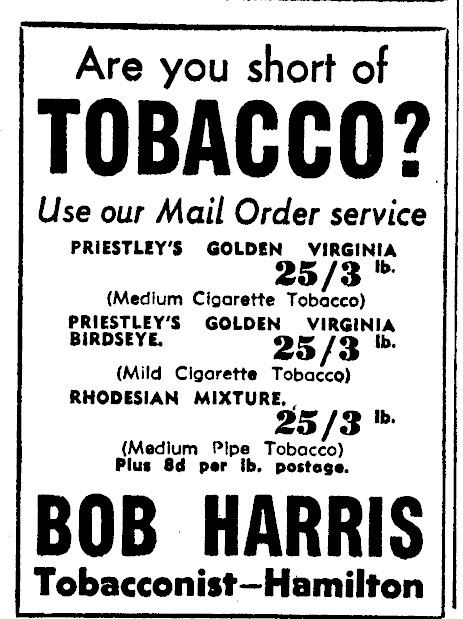 Are you short of
TOBACCO?
Use our Mail Order service
PRIESTLEY'S GOLDEN VIRGINIA
25/3 lb.
(Medium Cigarette Tobacco)
PRIESTLEY'S GOLDEN VIRGINIA
BIRDSEYE. 25/3 lb.
(Mild Cigarette Tobacco)
RHODESIAN MIXTURE,
25/3 lb.
(Medium Pipe Tobacco)
Plus 8d per lb. postage.
BOB HARRIS
Tobacconist—Hamilton